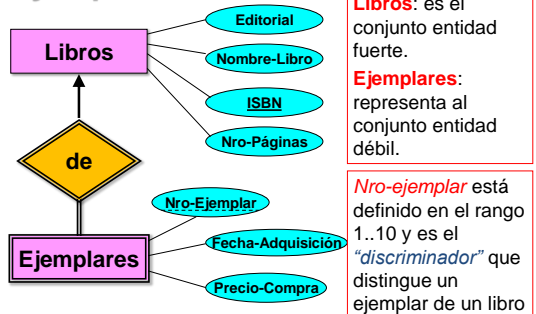 Libros
Editorial
Nombre-Libro
ISBN
Nro-Páginas
de
Ejemplares
Nro-Ejemplar
Fecha-Adquisición
Precio-Compra
Libros: es el
conjunto entidad
fuerte.
Ejemplares:
representa al
conjunto entidad
débil.
Nro-ejemplar está
definido en el rango
1..10 y es el
“discriminador” que
distingue un
ejemplar de un libro